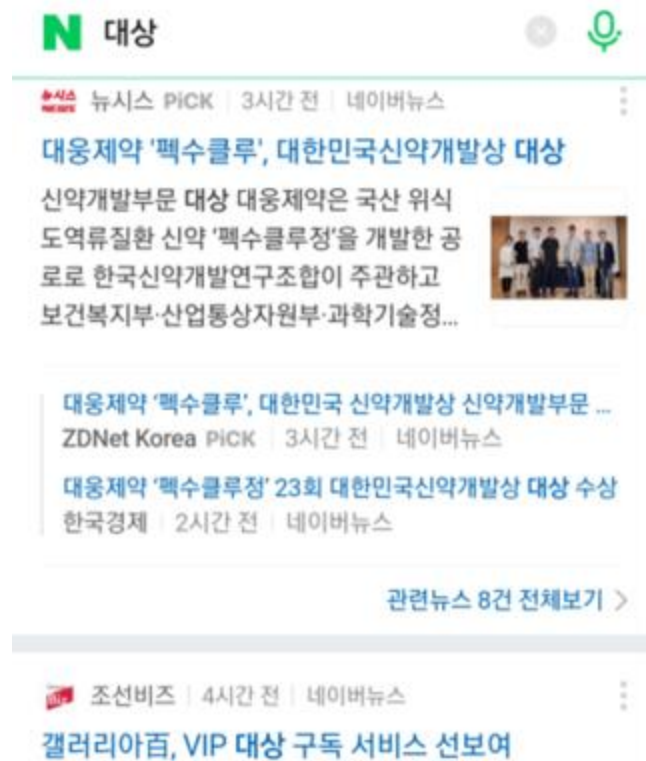 N 대상
뉴시스 NEWSIS 뉴시스 PiCK 3시간 전 네이버뉴스
대웅제약 '펙수클루', 대한민국신약개발상 대상
신약개발부문 대상 대웅제약은 국산 위식
도역류질환 신약 ‘펙수클루정’을 개발한 공
로로 한국신약개발연구조합이 주관하고
보건복지부·산업통상자원부·과학기술정...
대웅제약 ‘펙수클루’, 대한민국 신약개발상 신약개발부문 ...
ZDNet Korea PiCK 3시간 전 네이버뉴스
대웅제약 ‘펙수클루정’ 23회 대한민국신약개발상 대상 수상
한국경제 2시간 전 네이버뉴스
관련뉴스 8건 전체보기 >
Biz 조선비즈 4시간 전 네이버뉴스
갤러리아百, VIP 대상 구독 서비스 선보여